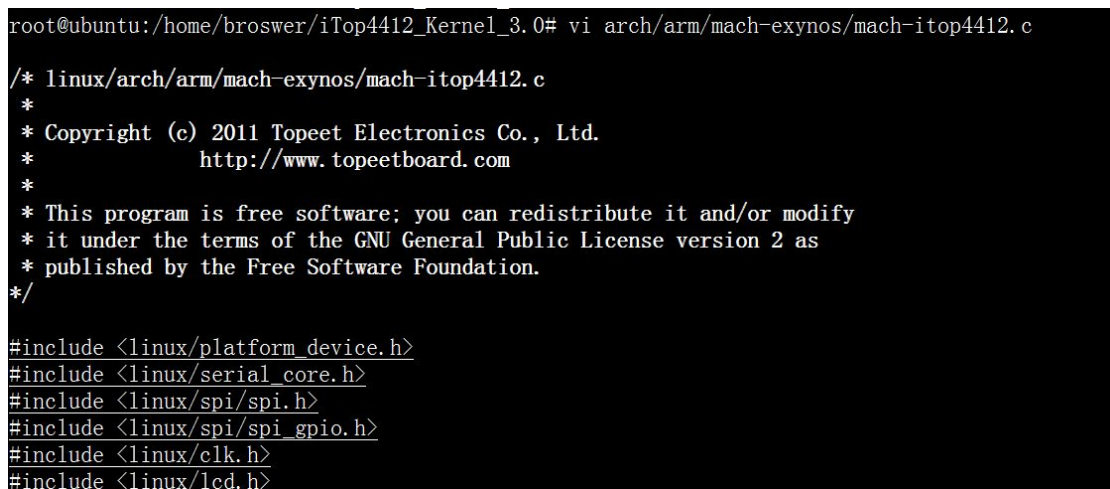 root@ubuntu:/home/broswer/iTop4412_Kernel_3.0# vi arch/arm/mach-exynos/mach-itop4412.c
/* linux/arch/arm/mach-exynos/mach-itop4412.c
 *
 * Copyright (c) 2011 Topeet Electronics Co., Ltd.
 *              http://www.topeetboard.com
 *
 * This program is free software; you can redistribute it and/or modify
 * it under the terms of the GNU General Public License version 2 as
 * published by the Free Software Foundation.
*/
#include <linux/platform_device.h>
#include <linux/serial_core.h>
#include <linux/spi/spi.h>
#include <linux/spi/spi_gpio.h>
#include <linux/clk.h>
#include <linux/lcd.h>